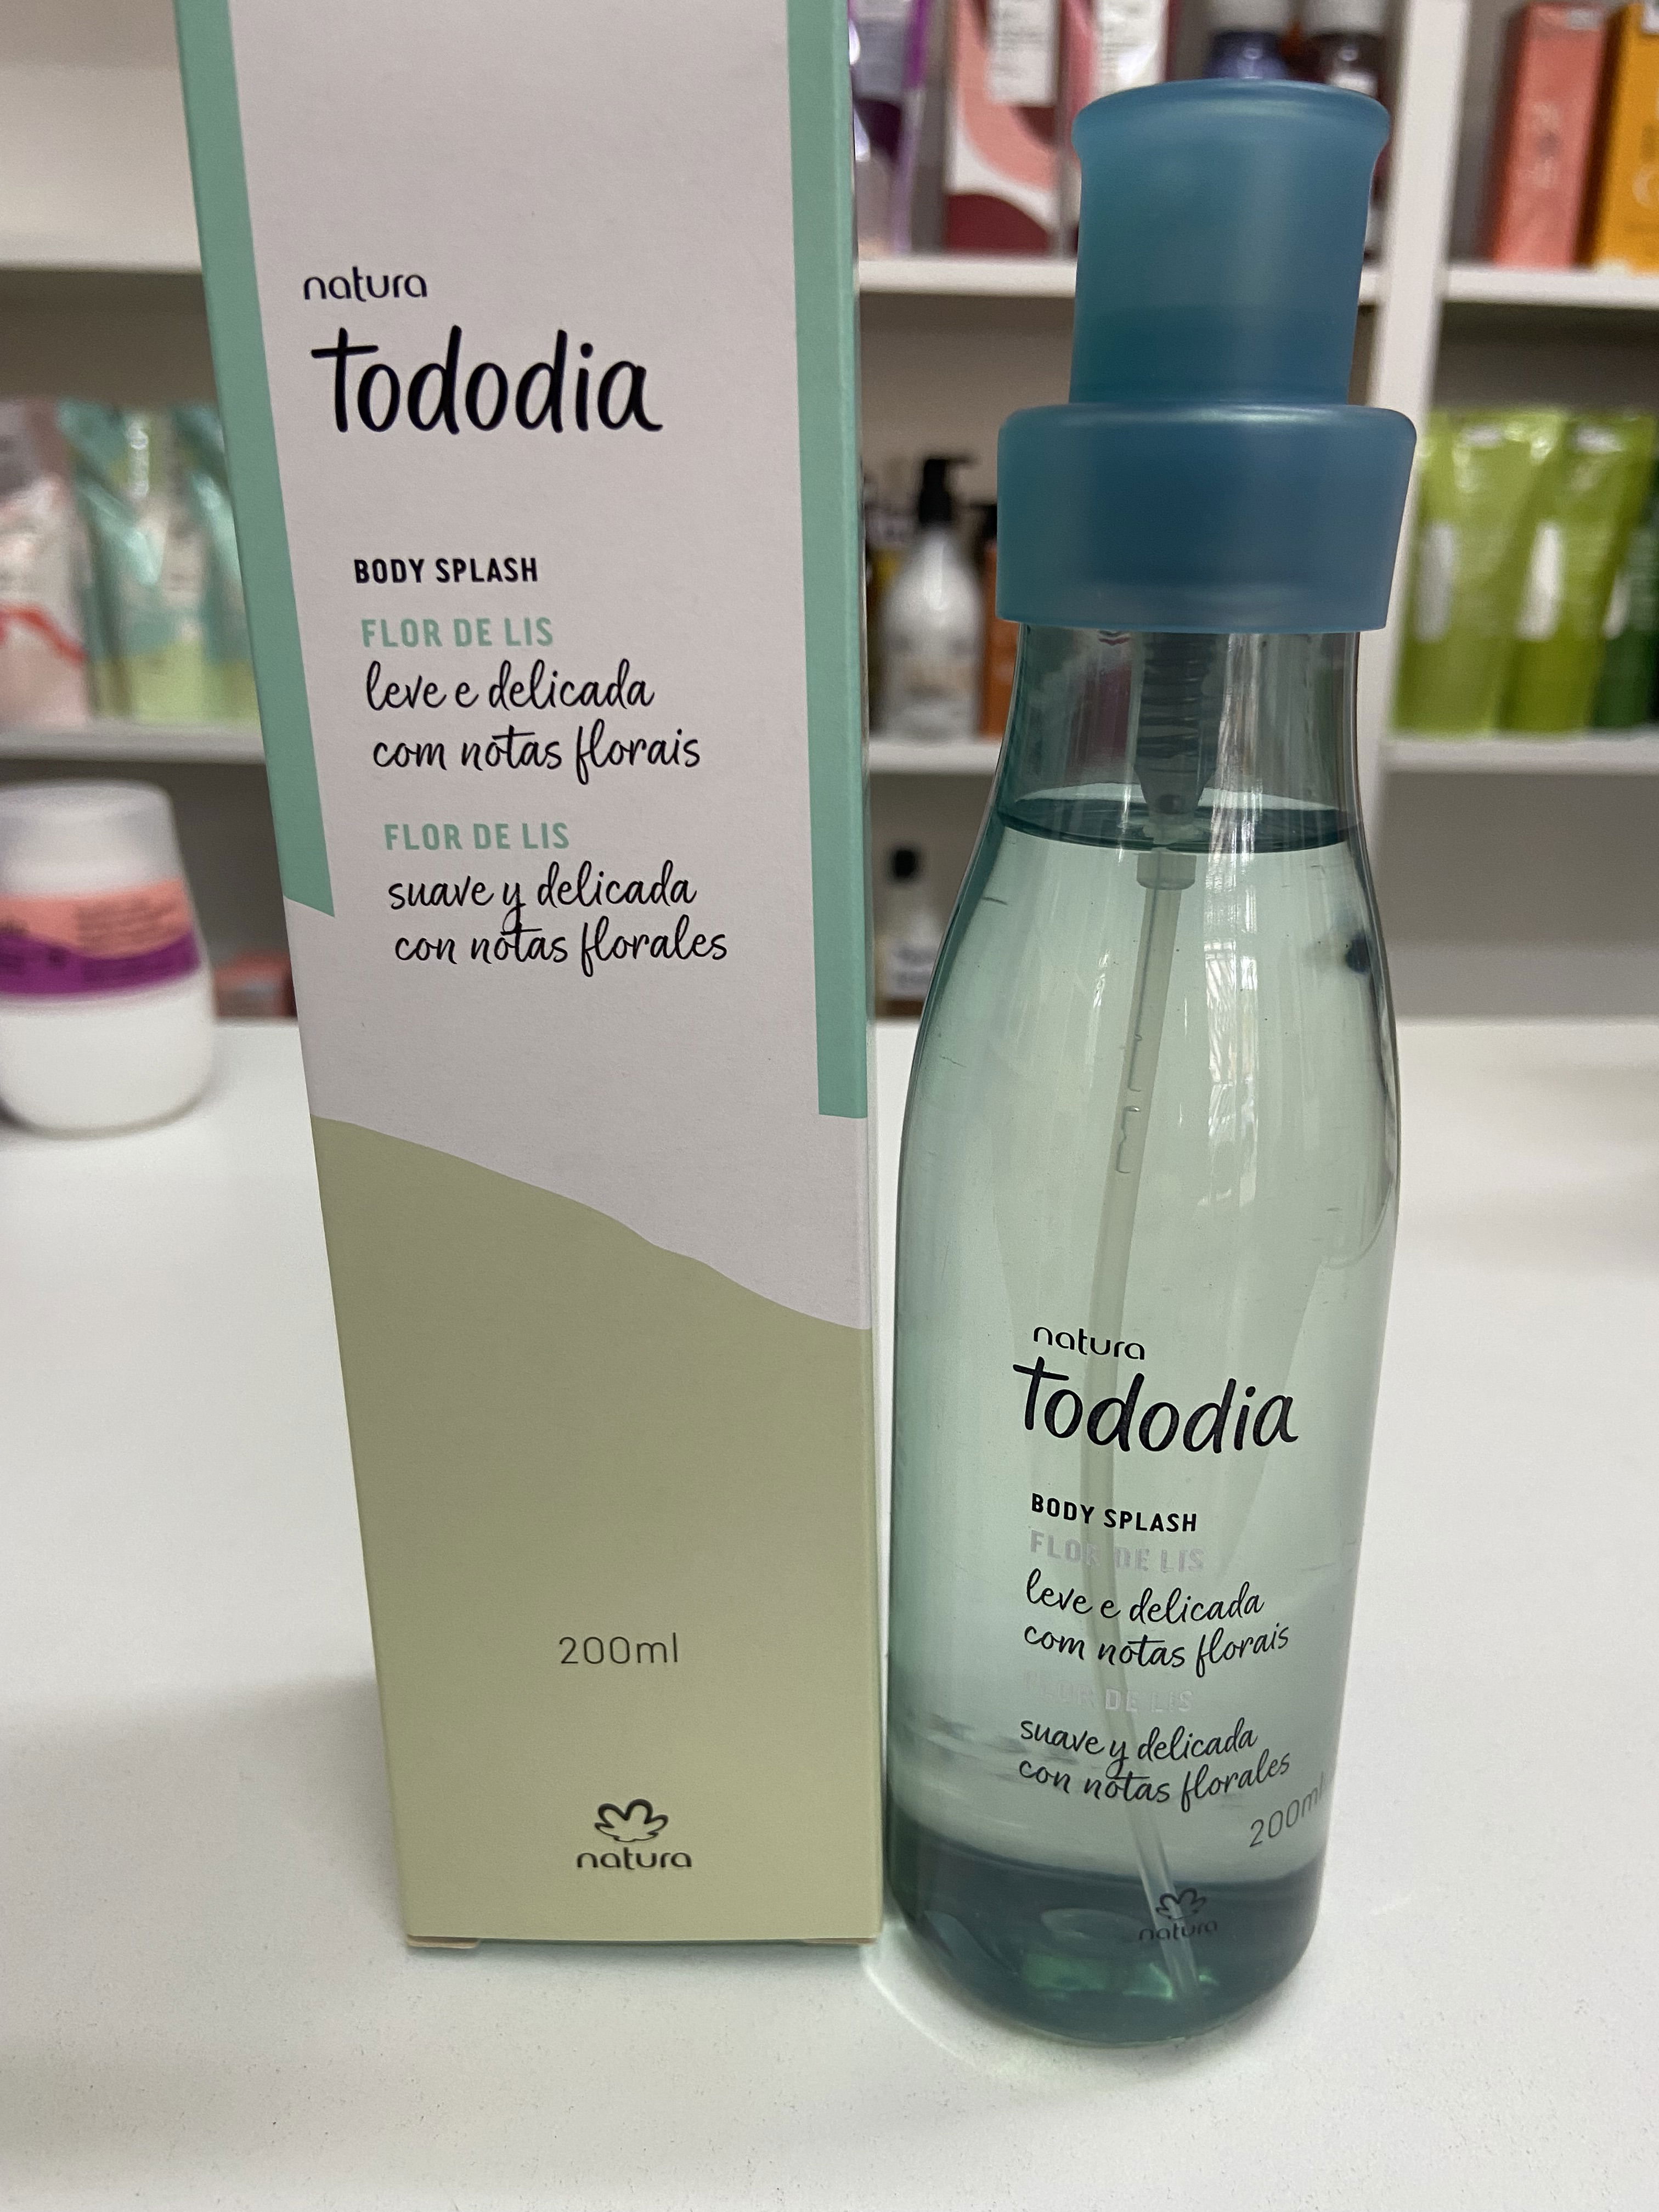 natura
Tododia
BODY SPLASH
FLOR DE LIS
leve e delicada
com notas florais
FLOR DE LIS
suave y delicada
con notas florales
200ml
natura
natura
Tododia
BODY SPLASH
FLOR DE LIS
leve e delicada
com notas florais
FLOR DE LIS
suave y delicada
con notas florales
200ml
natura